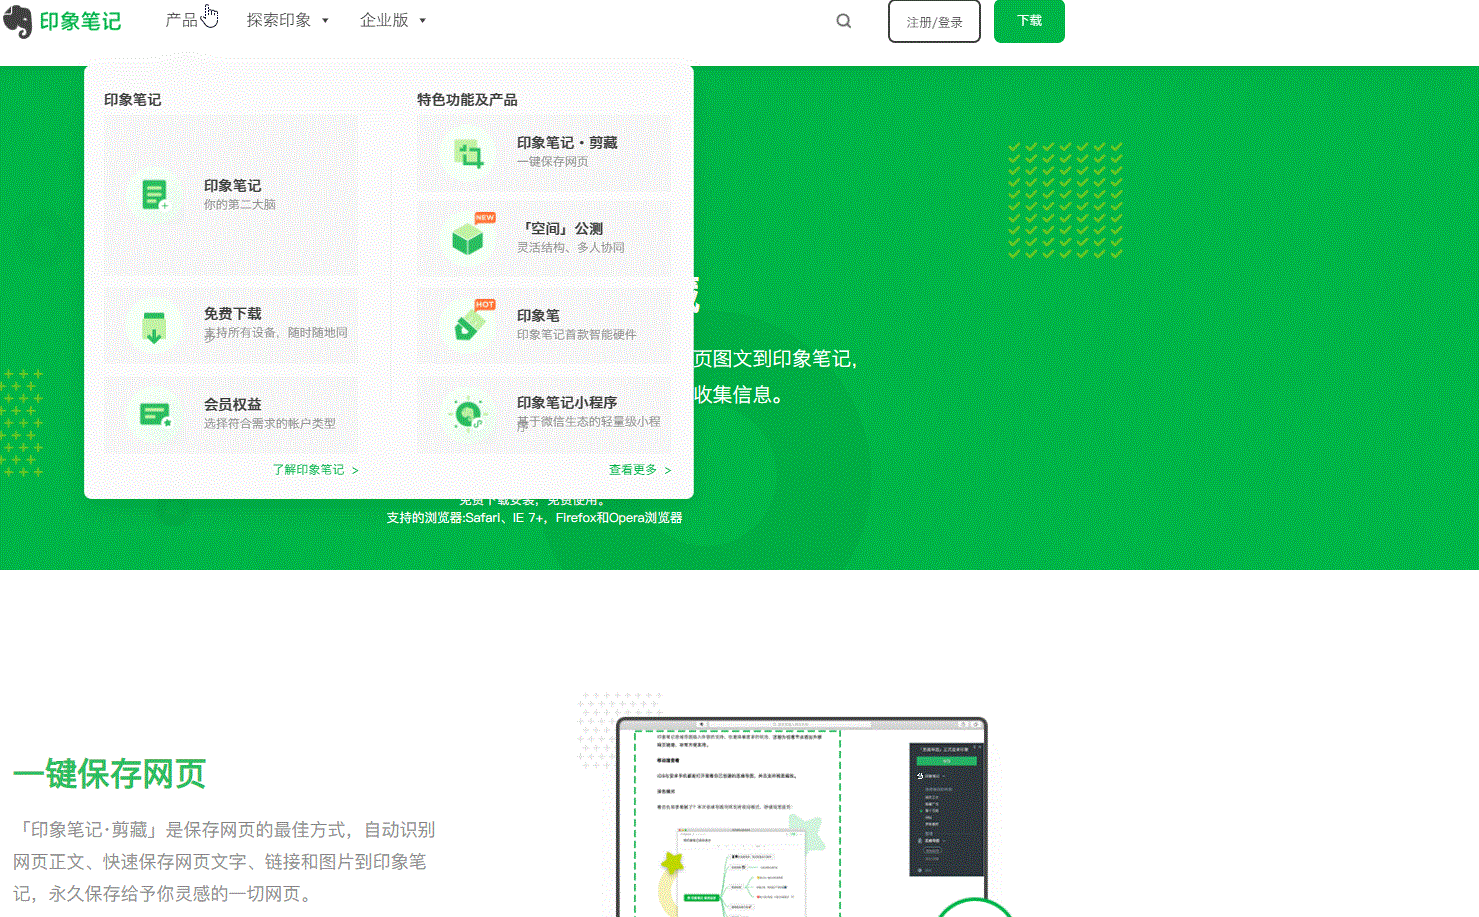 印象笔记
产品
探索印象
企业版
注册/登录
下载
印象笔记
特色功能及产品
印象笔记
你的第二大脑
印象笔记·剪藏
一键保存网页
NEW
「空间」公测
灵活结构、多人协同
免费下载
支持所有设备，随时随地同
步
HOT
印象笔
印象笔记首款智能硬件
会员权益
选择符合需求的帐户类型
印象笔记小程序
基于微信生态的轻量级小程
序
了解印象笔记 >
查看更多 >
页图文到印象笔记，
收集信息。
免费下载安装，免费使用。
支持的浏览器:Safari、IE 7+，Firefox和Opera浏览器
一键保存网页
「印象笔记·剪藏」是保存网页的最佳方式，自动识别
网页正文、快速保存网页文字、链接和图片到印象笔
记，永久保存给予你灵感的一切网页。